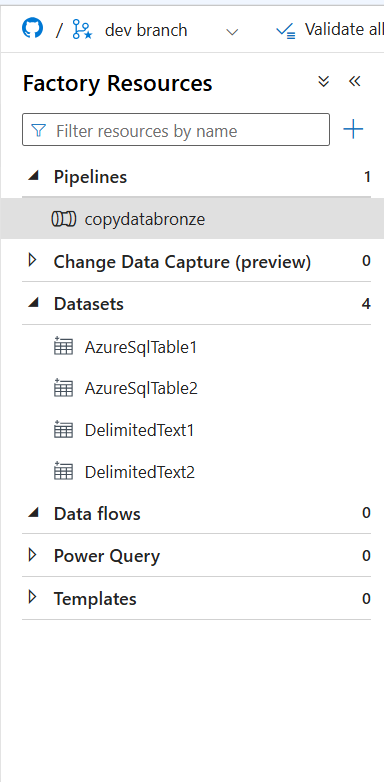 / dev branch Validate all
Factory Resources
Filter resources by name
Pipelines 1
copydatabronze
Change Data Capture (preview) 0
Datasets 4
AzureSqlTable1
AzureSqlTable2
DelimitedText1
DelimitedText2
Data flows 0
Power Query 0
Templates 0